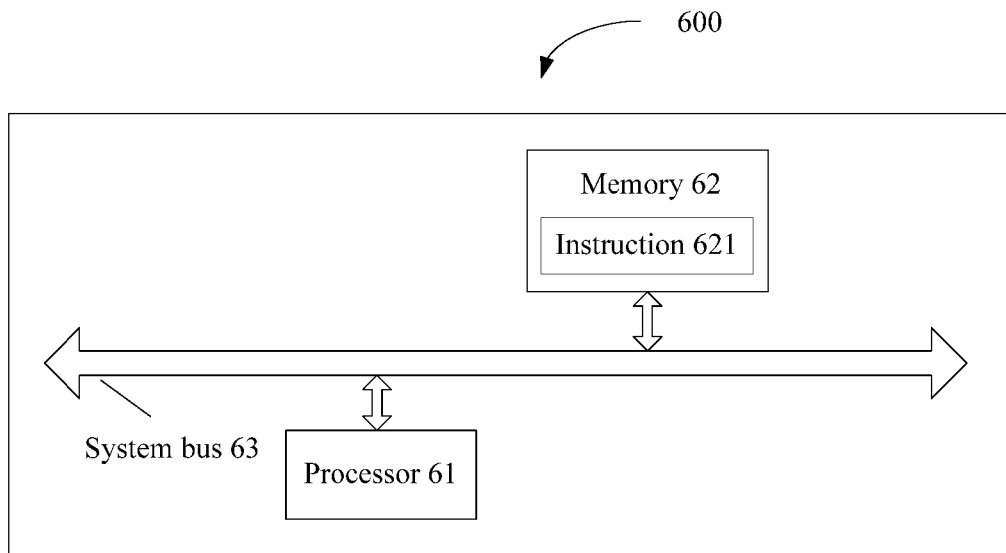 600
Memory 62
Instruction 621
System bus 63
Processor 61